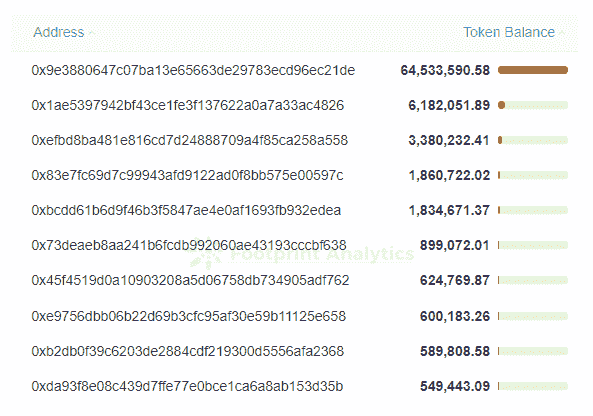 Address Token Balance
0x9e3880647c07ba13e65663de29783ecd96ec21de 64,533,590.58
0x1ae5397942bf43ce1fe3f137622a0a7a33ac4826 6,182,051.89
0xefbd8ba481e816cd7d24888709a4f85ca258a558 3,380,232.41
0x83e7fc69d7c99943afd9122ad0f8bb575e00597c 1,860,722.02
0xbcdd61b6d9f46b3f5847ae4e0af1693fb932edea 1,834,671.37
0x73deaeb8aa241b6fcdb992060ae43193cccbf638 899,072.01
Footprint Analytics
0x45f4519d0a10903208a5d06758db734905adf762 624,769.87
0xe9756dbb06b22d69b3cfc95af30e59b11125e658 600,183.26
0xb2db0f39c6203de2884cdf219300d5556afa2368 589,808.58
0xda93f8e08c439d7ffe77e0bce1ca6a8ab153d35b 549,443.09